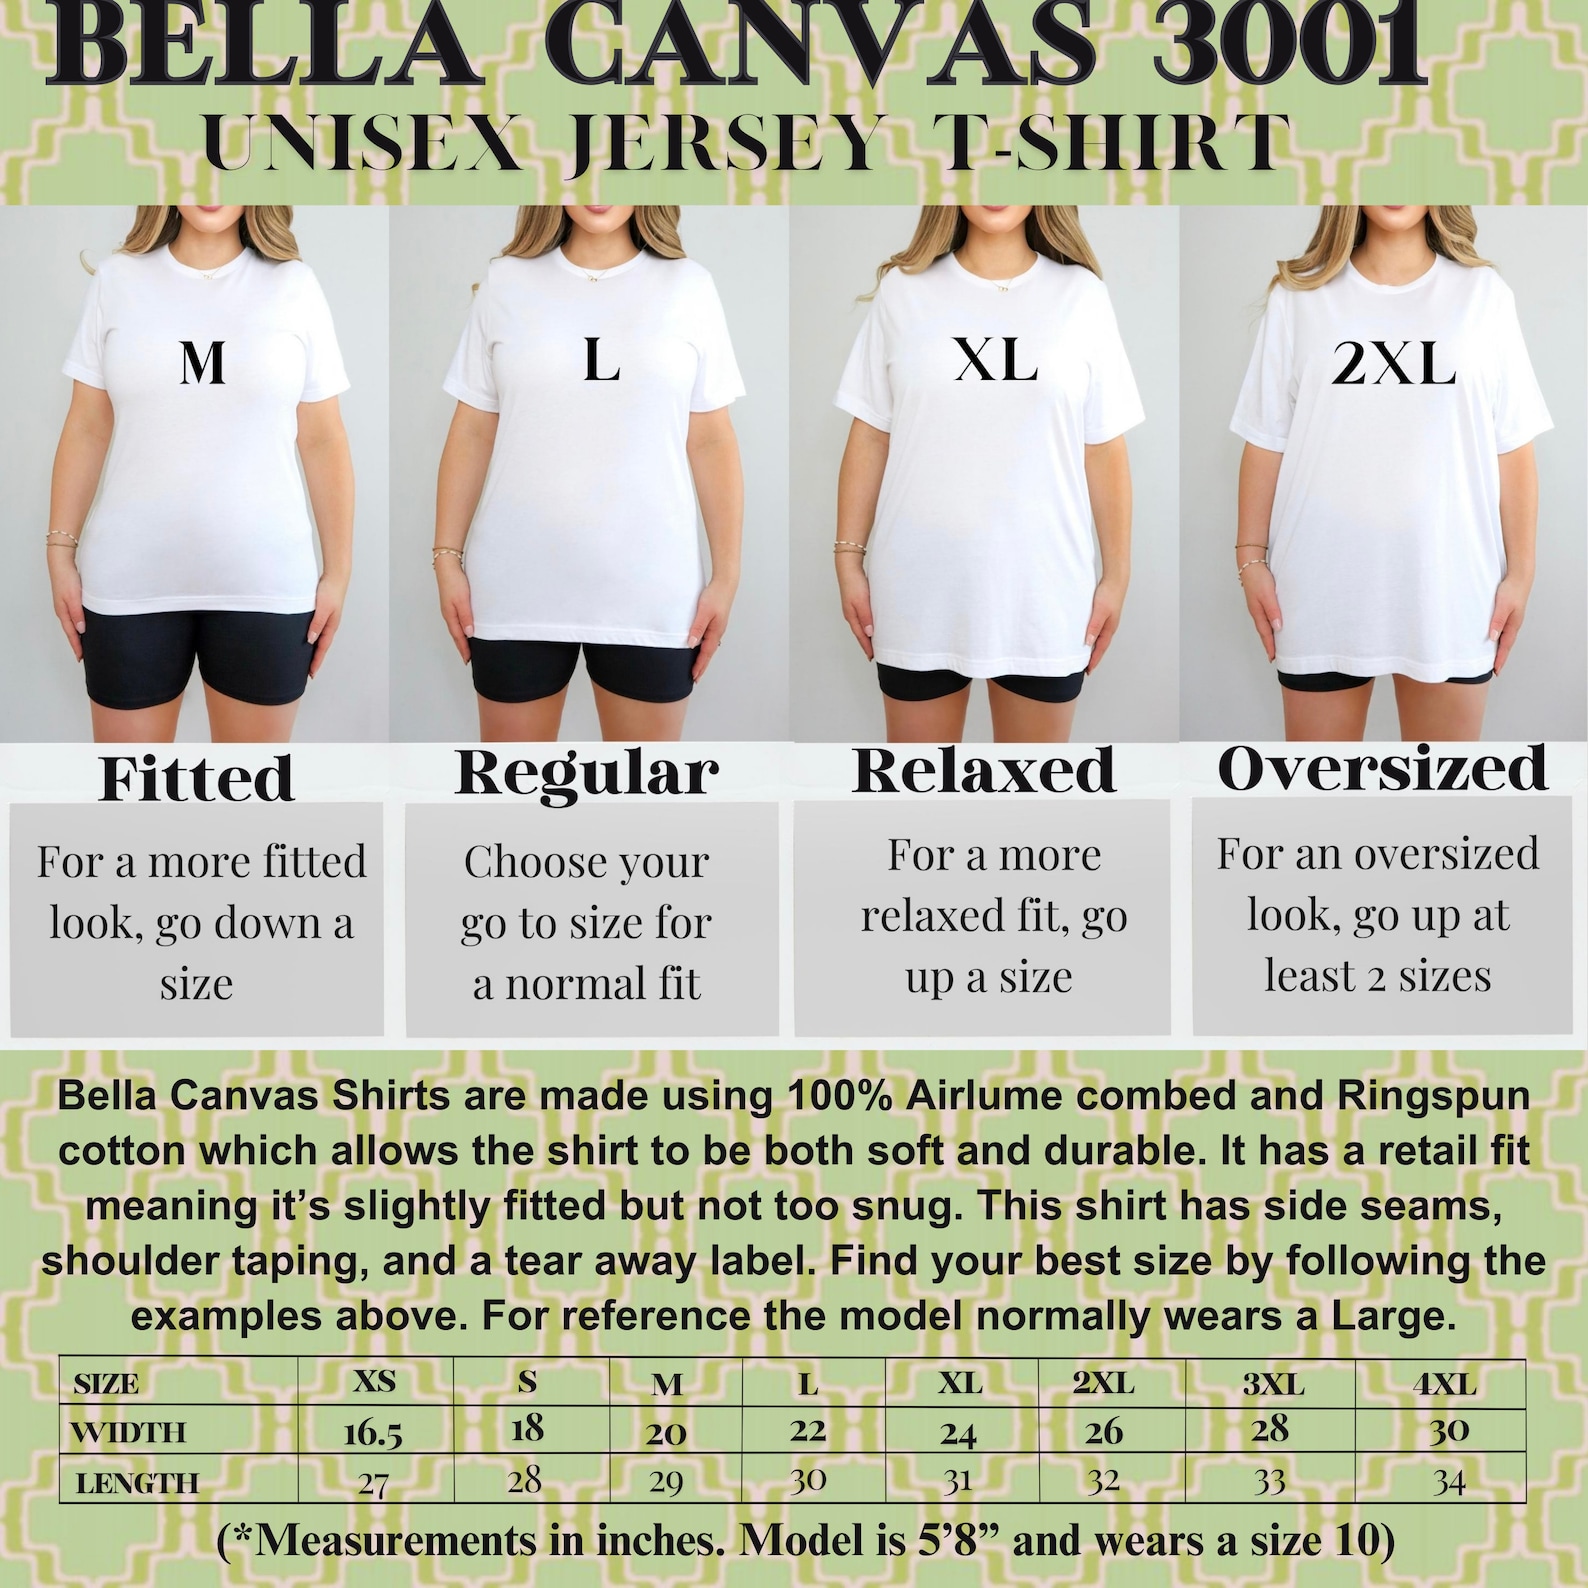 BELLA CANVAS 3001
UNISEX JERSEY T-SHIRT
M
L
XL
2XL
Fitted
Regular
Relaxed
Oversized
For a more fitted
look, go down a
size
Choose your
go to size for
a normal fit
For a more
relaxed fit, go
up a size
For an oversized
look, go up at
least 2 sizes
Bella Canvas Shirts are made using 100% Airlume combed and Ringspun
cotton which allows the shirt to be both soft and durable. It has a retail fit
meaning it’s slightly fitted but not too snug. This shirt has side seams,
shoulder taping, and a tear away label. Find your best size by following the
examples above. For reference the model normally wears a Large.
SIZE XS S M L XL 2XL 3XL 4XL
WIDTH 16.5 18 20 22 24 26 28 30
LENGTH 27 28 29 30 31 32 33 34
(*Measurements in inches. Model is 5’8” and wears a size 10)